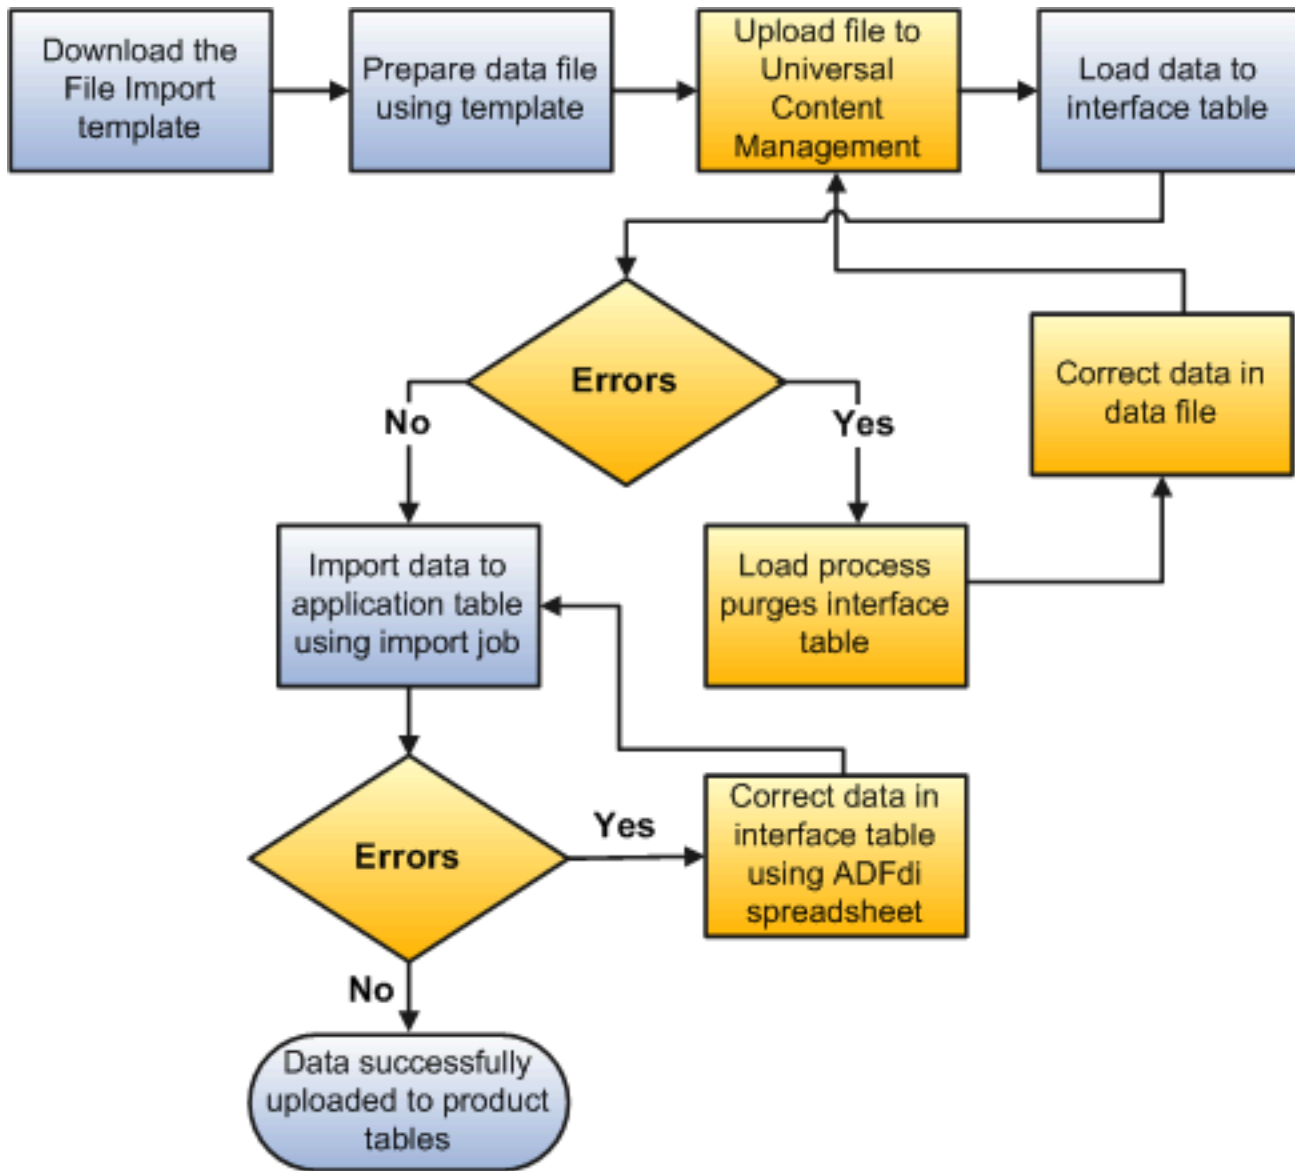 Download the
File Import
template
Prepare data file
using template
Upload file to
Universal
Content
Management
Load data to
interface table
Errors
No
Yes
Correct data in
data file
Import data to
application table
using import job
Load process
purges interface
table
Errors
Yes
Correct data in
interface table
using ADFdi
spreadsheet
No
Data successfully
uploaded to product
tables